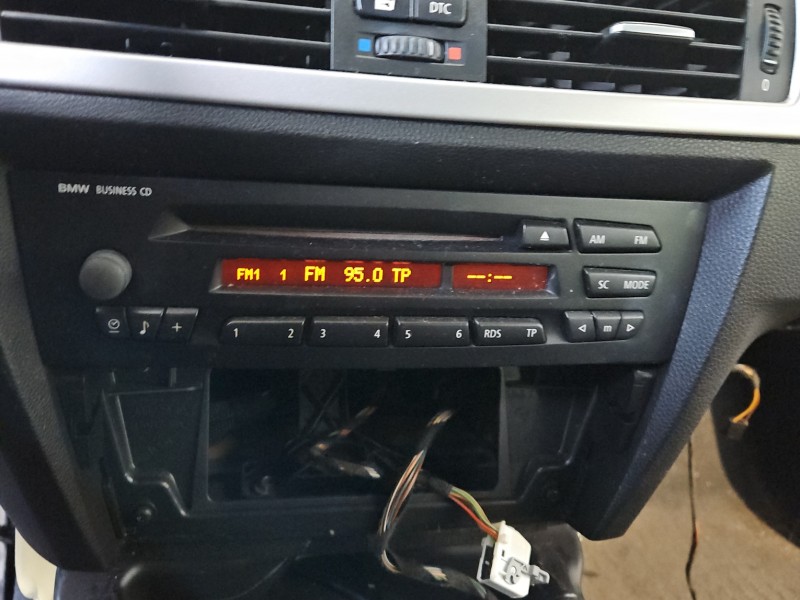 DTC
0
BMW BUSINESS CD
AM FM
FM1 1 FM 95.0 TP --:--
SC MODE
1 2 3 4 5 6 RDS TP m